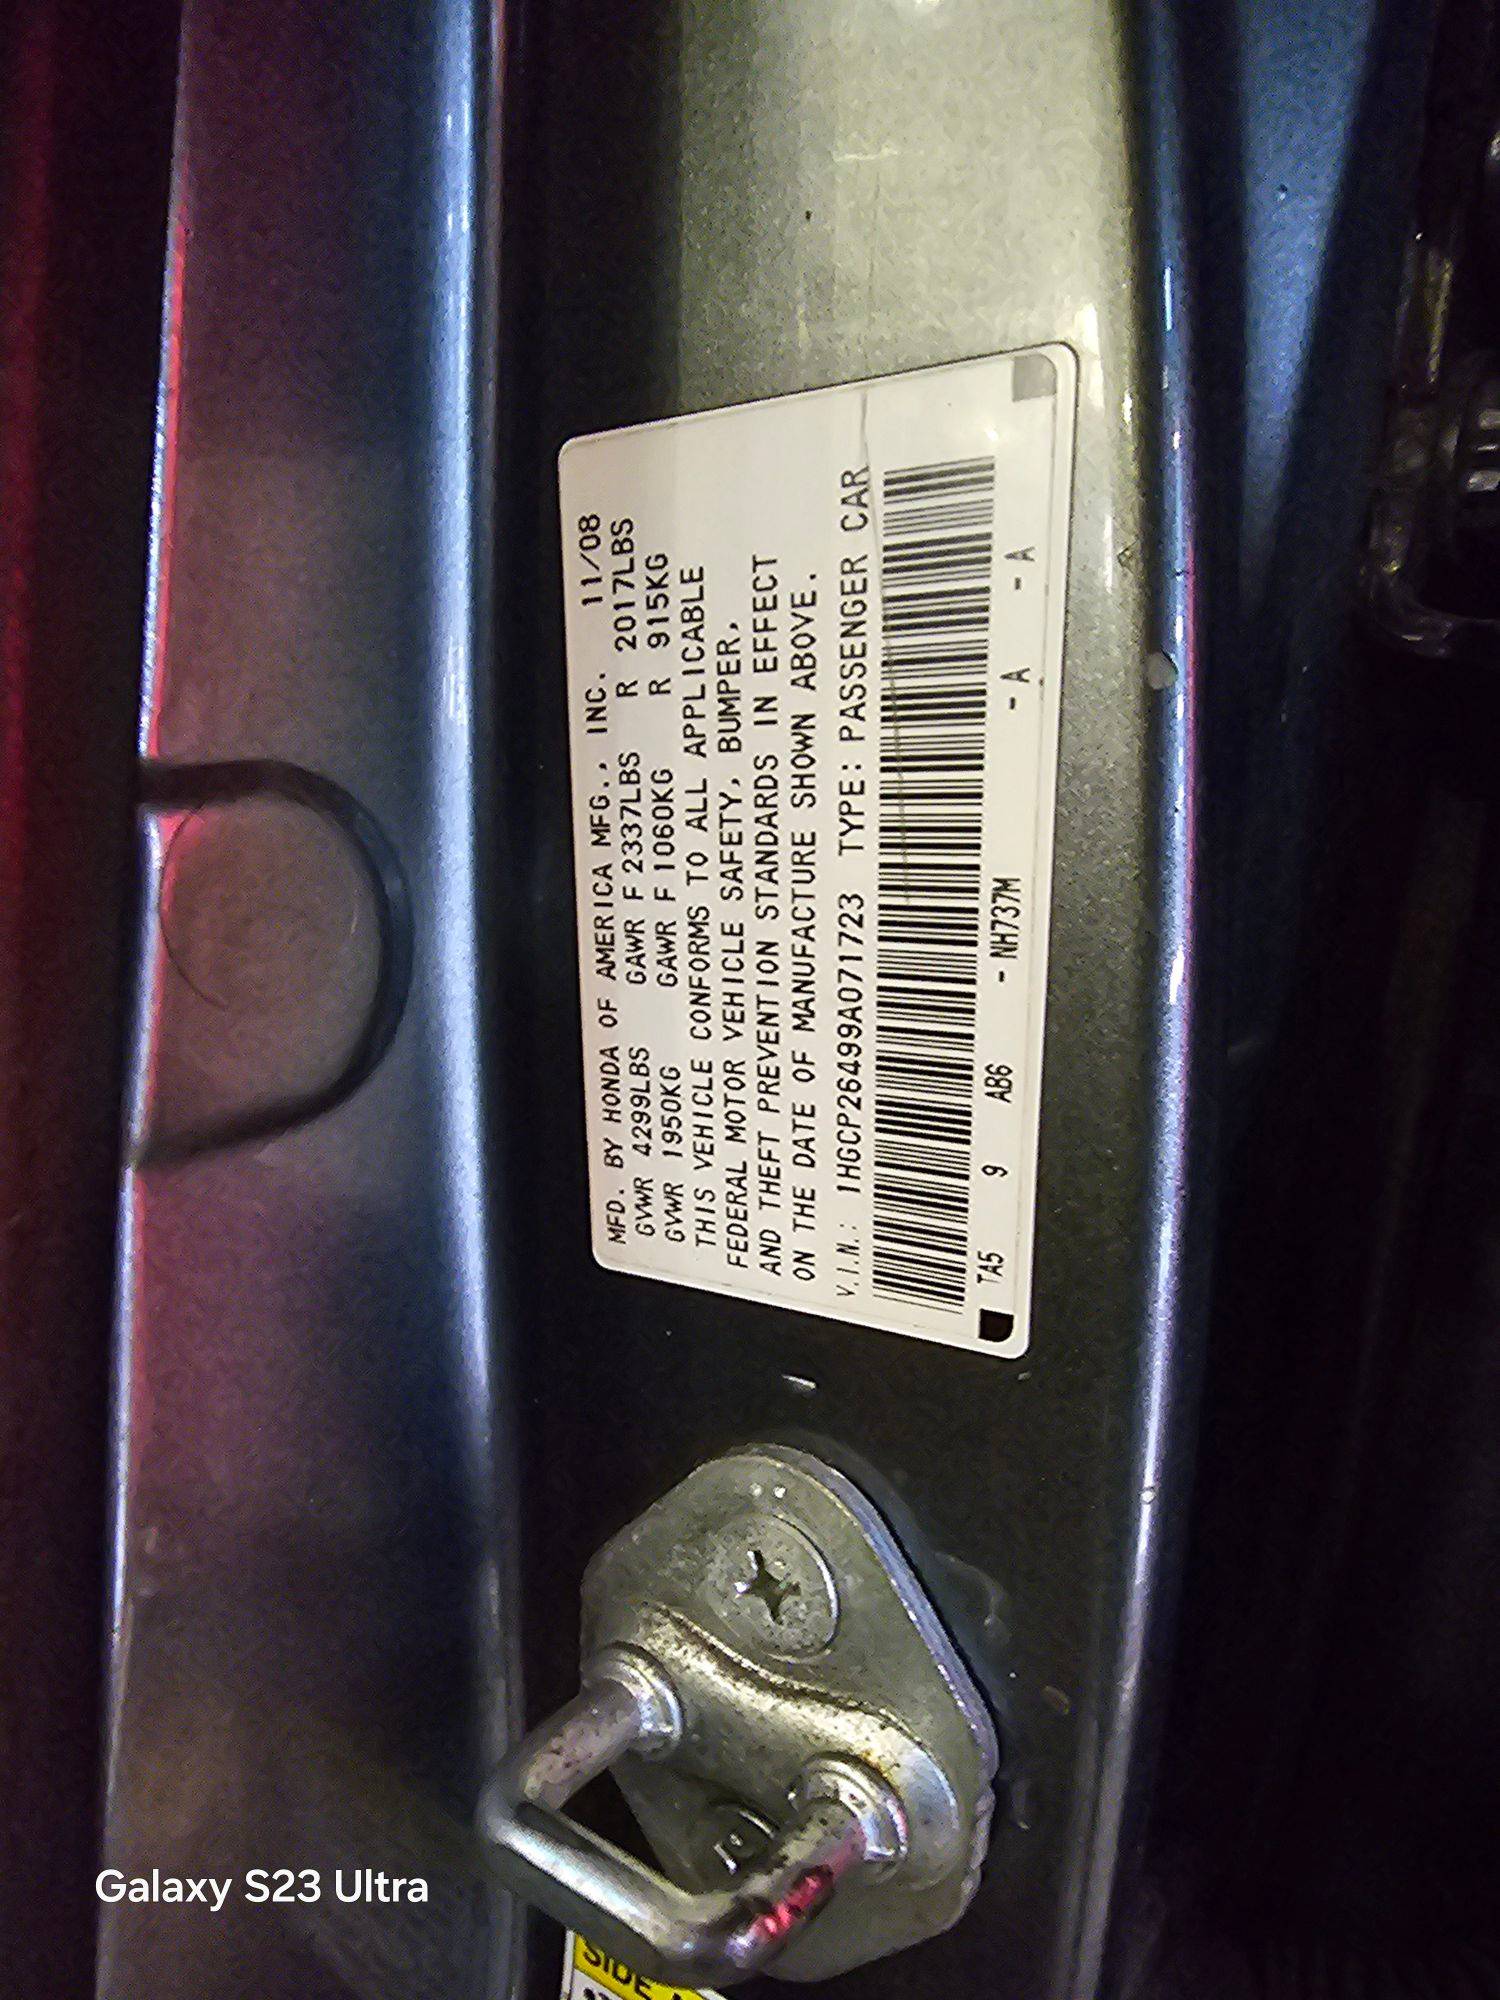 MFD. BY HONDA OF AMERICA MFG., INC. 11/08
GVWR 4299LBS GAWR F 2337LBS R 2017LBS
GVWR 1950KG GAWR F 1060KG R 915KG
THIS VEHICLE CONFORMS TO ALL APPLICABLE
FEDERAL MOTOR VEHICLE SAFETY, BUMPER,
AND THEFT PREVENTION STANDARDS IN EFFECT
ON THE DATE OF MANUFACTURE SHOWN ABOVE.
V.I.N.: 1HGCP26499A071723 TYPE: PASSENGER CAR
TA5 9 AB6 - NH737M - A - A
SIDE
Galaxy S23 Ultra